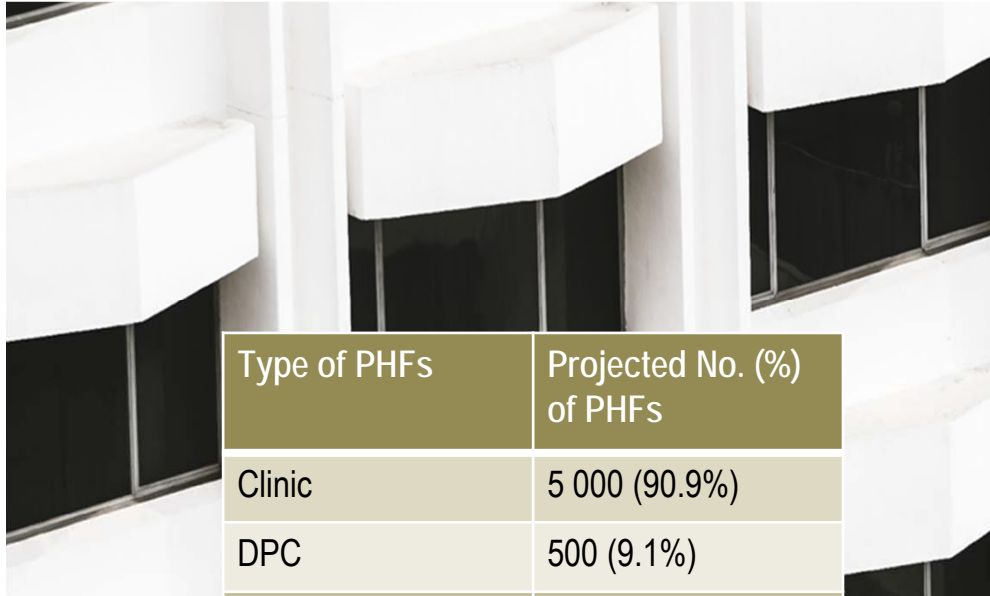 Type of PHFs
Projected No. (%)
of PHFs
Clinic
5 000 (90.9%)
DPC
500 (9.1%)